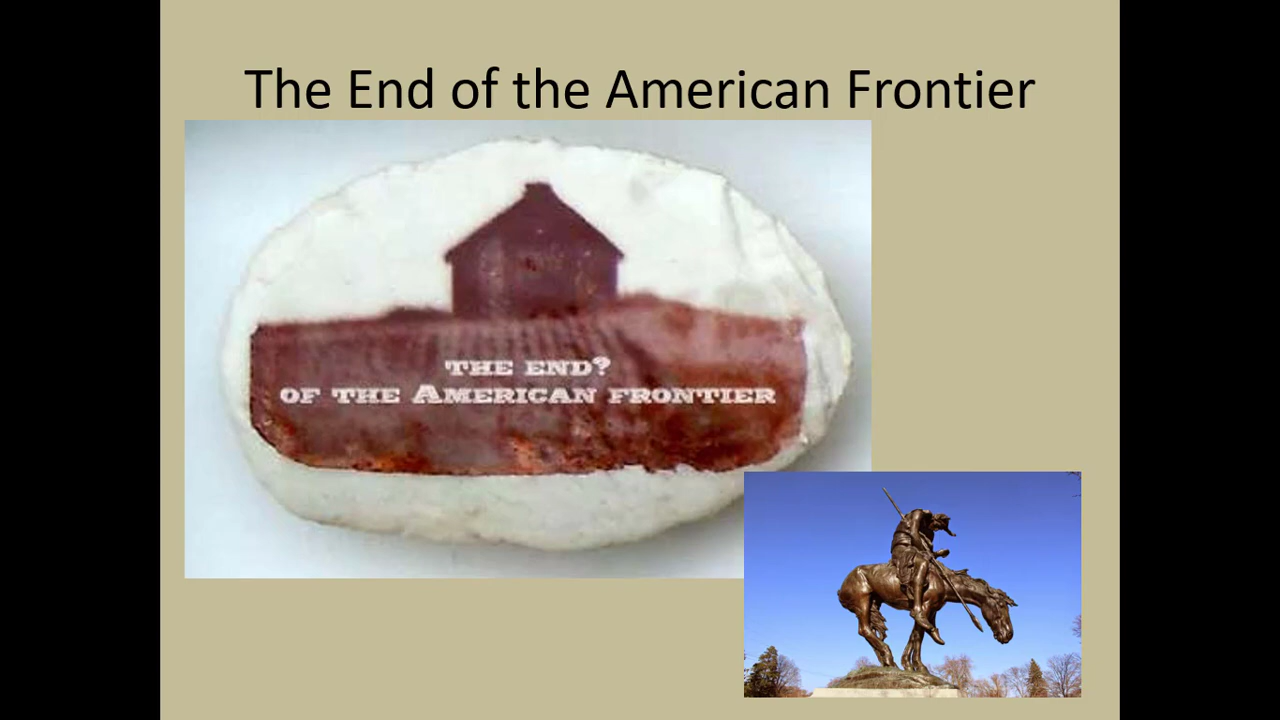 The End of the American Frontier
THE END?
OF THE AMERICAN FRONTIER